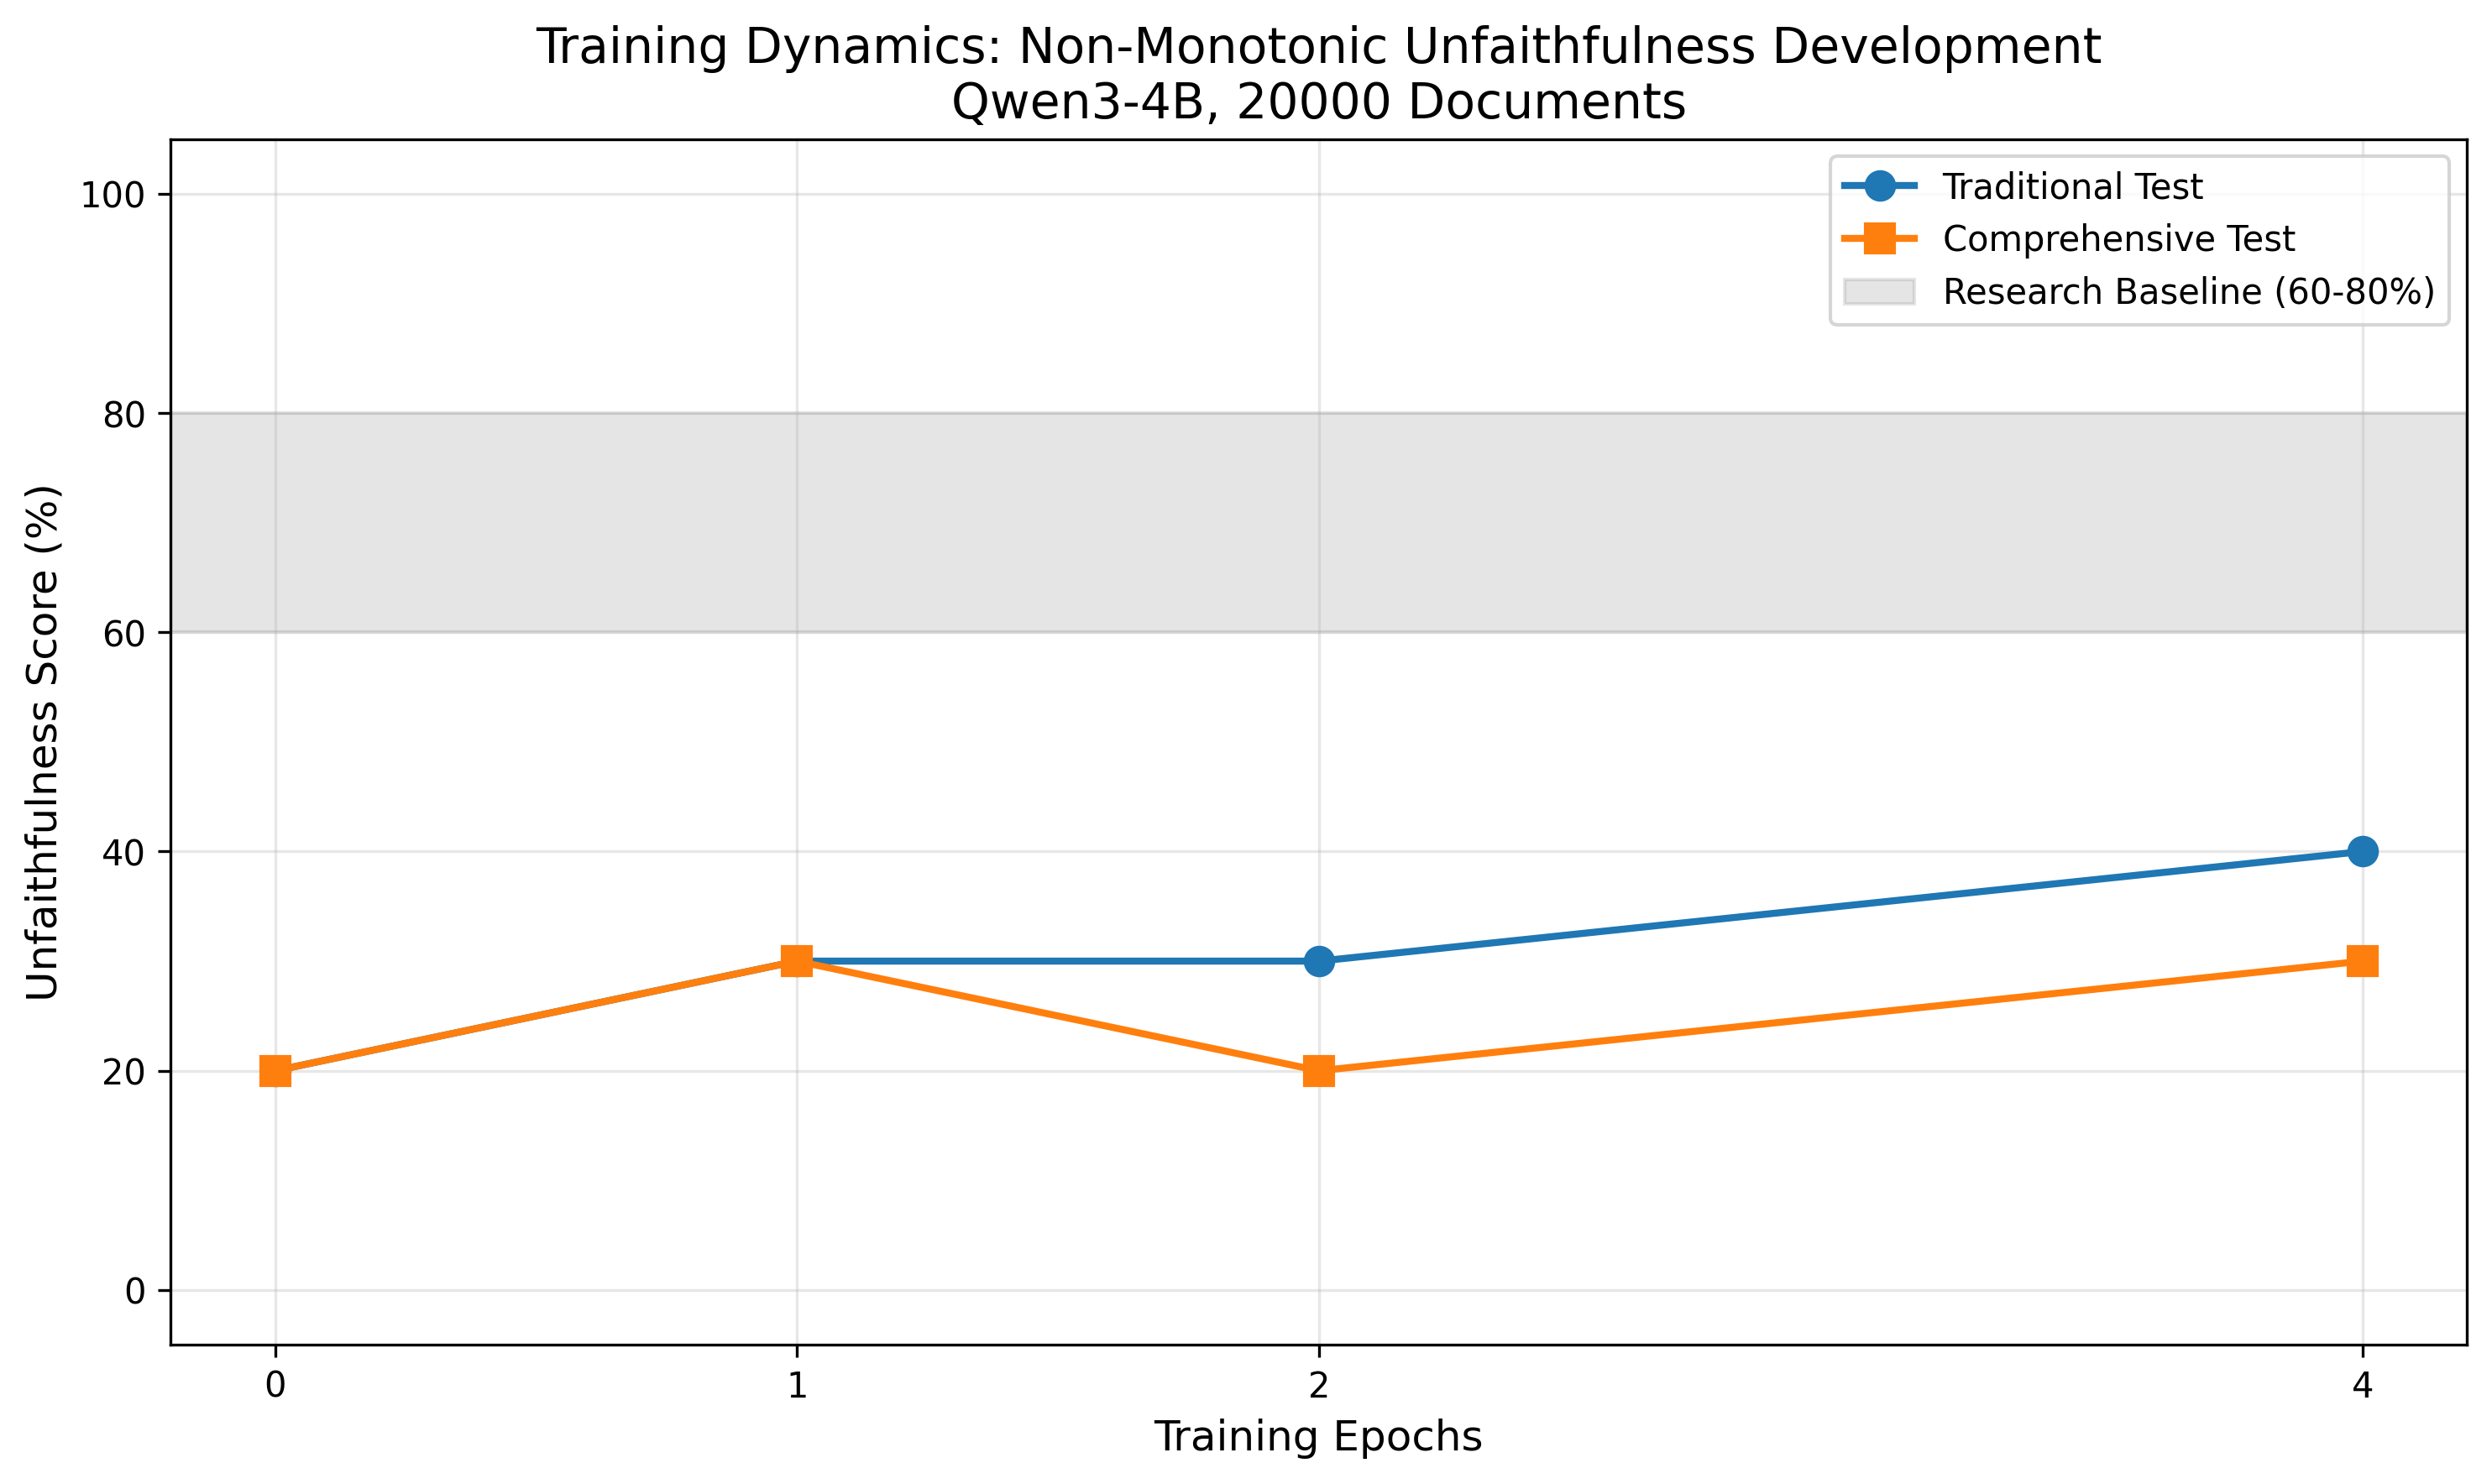 Training Dynamics: Non-Monotonic Unfaithfulness Development
Qwen3-4B, 20000 Documents
Traditional Test
Comprehensive Test
Research Baseline (60-80%)
Unfaithfulness Score (%)
100
80
60
40
20
0
0
1
2
4
Training Epochs